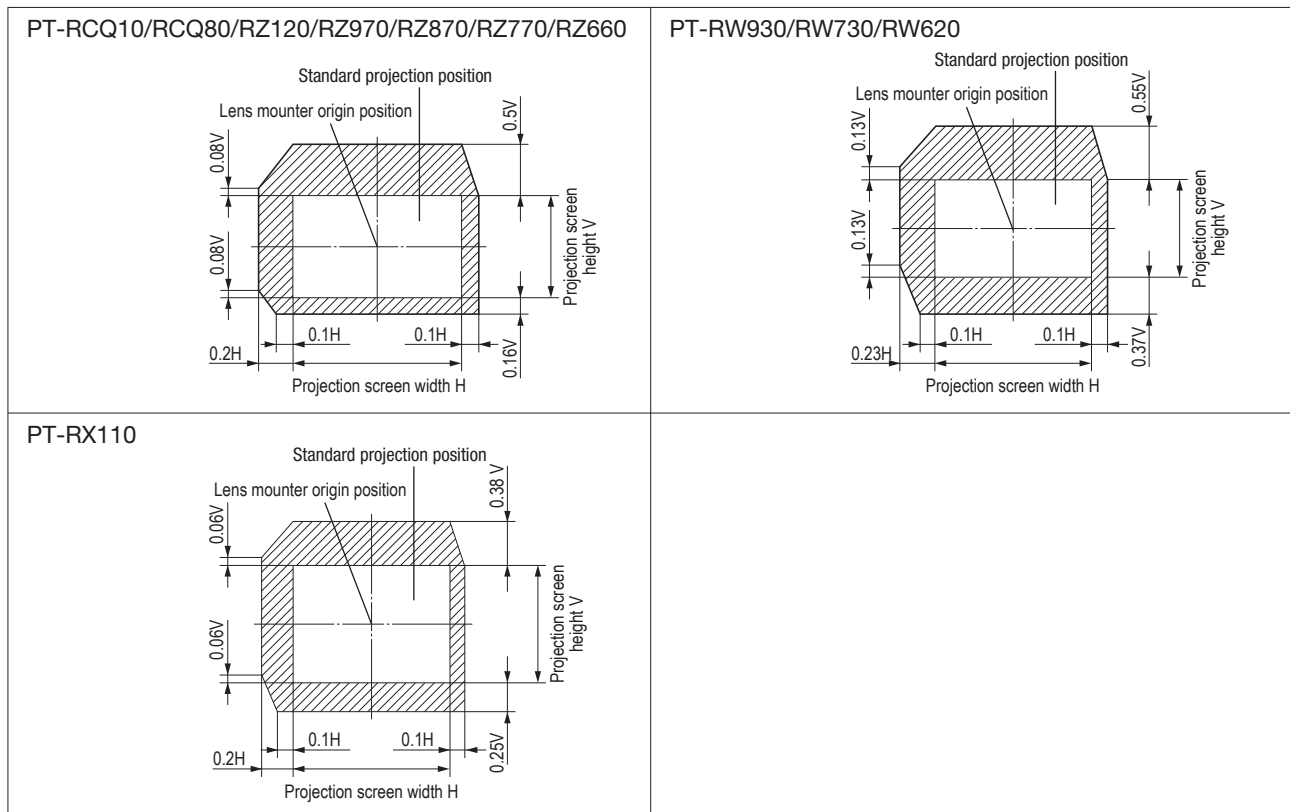 PT-RCQ10/RCQ80/RZ120/RZ970/RZ870/RZ770/RZ660
Standard projection position
Lens mounter origin position
0.5V
0.08V
0.08V
Projection screen
height V
0.1H
0.1H
0.2H
0.16V
Projection screen width H
PT-RW930/RW730/RW620
Standard projection position
Lens mounter origin position
0.55V
0.13V
0.13V
Projection screen
height V
0.1H
0.1H
0.23H
0.37V
Projection screen width H
PT-RX110
Standard projection position
Lens mounter origin position
0.38 V
0.06V
0.06V
Projection screen
height V
0.1H
0.1H
0.2H
0.25V
Projection screen width H